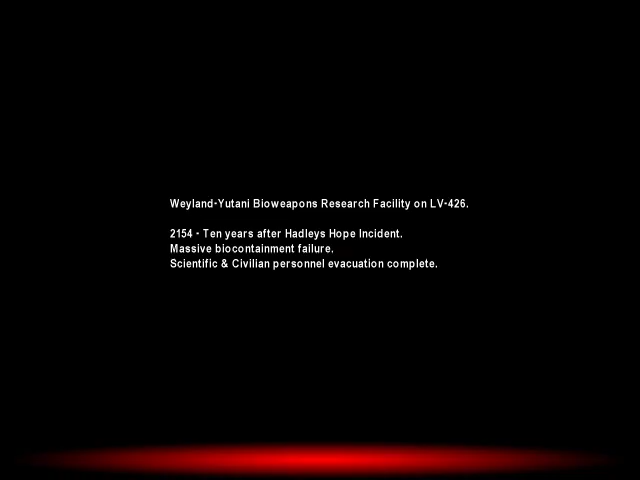 Weyland-Yutani Bioweapons Research Facility on LV-426.
2154 - Ten years after Hadleys Hope Incident.
Massive biocontainment failure.
Scientific & Civilian personnel evacuation complete.